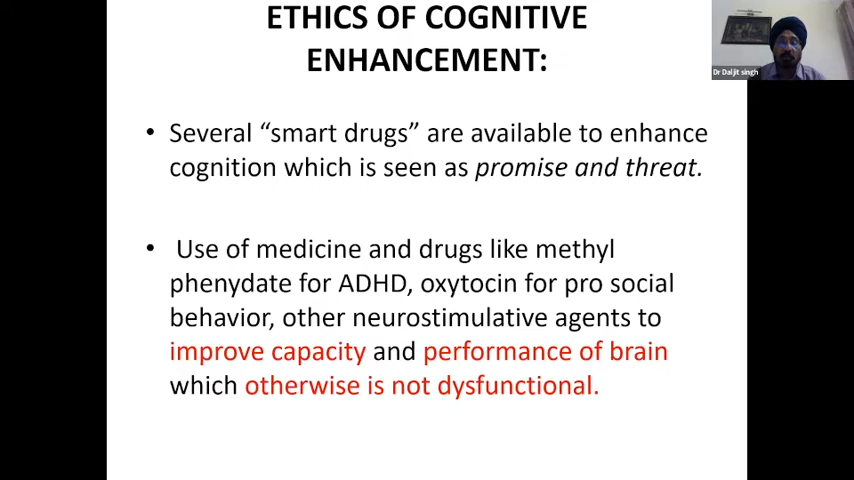 ETHICS OF COGNITIVE
ENHANCEMENT:
Dr Daljit singh
• Several “smart drugs” are available to enhance
cognition which is seen as promise and threat.
• Use of medicine and drugs like methyl
phenydate for ADHD, oxytocin for pro social
behavior, other neurostimulative agents to
improve capacity and performance of brain
which otherwise is not dysfunctional.